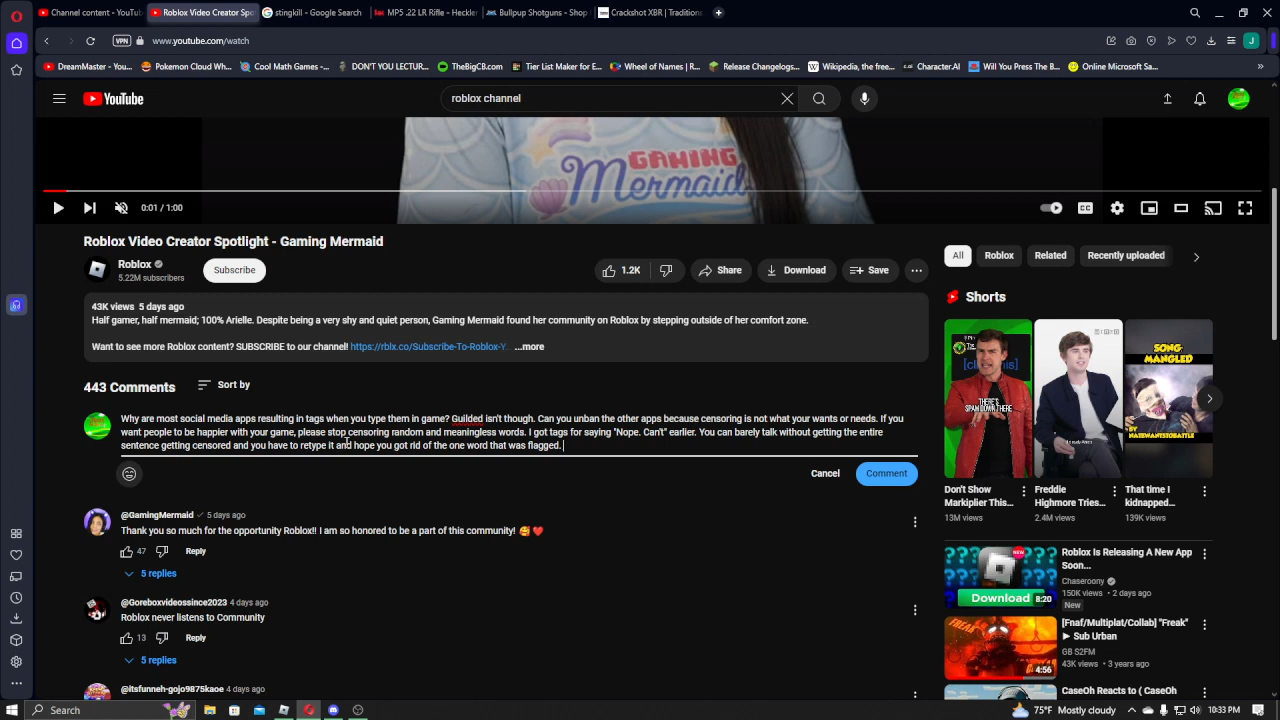 Channel content - YouTub
Roblox Video Creator Spo
stingkill - Google Search
MP5 .22 LR Rifle - Heckler
Bullpup Shotguns - Shop
Crackshot XBR | Tradition
VPN
www.youtube.com/watch
J
DreamMaster - You...
Pokemon Cloud Wh...
Cool Math Games -...
DON'T YOU LECTUR...
TheBigCB.com
Tier List Maker for E...
Wheel of Names | R...
Release Changelogs...
Wikipedia, the free...
Character.AI
Will You Press The B...
Online Microsoft Sa...
YouTube
roblox channel
GAMING
Mermaid
0:01 / 1:00
CC
Roblox Video Creator Spotlight - Gaming Mermaid
Roblox
5.22M subscribers
Subscribe
1.2K
Share
Download
Save
43K views 5 days ago
Half gamer, half mermaid; 100% Arielle. Despite being a very shy and quiet person, Gaming Mermaid found her community on Roblox by stepping outside of her comfort zone.
Want to see more Roblox content? SUBSCRIBE to our channel! https://rblx.co/Subscribe-To-Roblox-Y... ...more
443 Comments
Sort by
Why are most social media apps resulting in tags when you type them in game? Guilded isn't though. Can you unban the other apps because censoring is not what your wants or needs. If you
want people to be happier with your game, please stop censoring random and meaningless words. I got tags for saying "Nope. Can't" earlier. You can barely talk without getting the entire
sentence getting censored and you have to retype it and hope you got rid of the one word that was flagged.
Cancel
Comment
@GamingMermaid 5 days ago
Thank you so much for the opportunity Roblox!! I am so honored to be a part of this community! 🥰 ❤️
47
Reply
5 replies
@Goreboxvideossince2023 4 days ago
Roblox never listens to Community
13
Reply
5 replies
@itsfunneh-gojo9875kaoe 4 days ago
All
Roblox
Related
Recently uploaded
Shorts
THERE'S SPAM DOWN THERE!
SONG
MANGLED
BY NATEWANTSTOBATTLE
Don't Show
Markiplier This...
13M views
Freddie
Highmore Tries...
2.4M views
That time I
kidnapped...
139K views
NEW
Download
8:20
Roblox Is Releasing A New App
Soon...
Chaseroony
150K views • 2 days ago
New
FREAK
4:56
[Fnaf/Multiplat/Collab] "Freak"
► Sub Urban
GB S2FM
43K views • 3 years ago
CaseOh Reacts to ( CaseOh
Search
75°F Mostly cloudy
10:33 PM